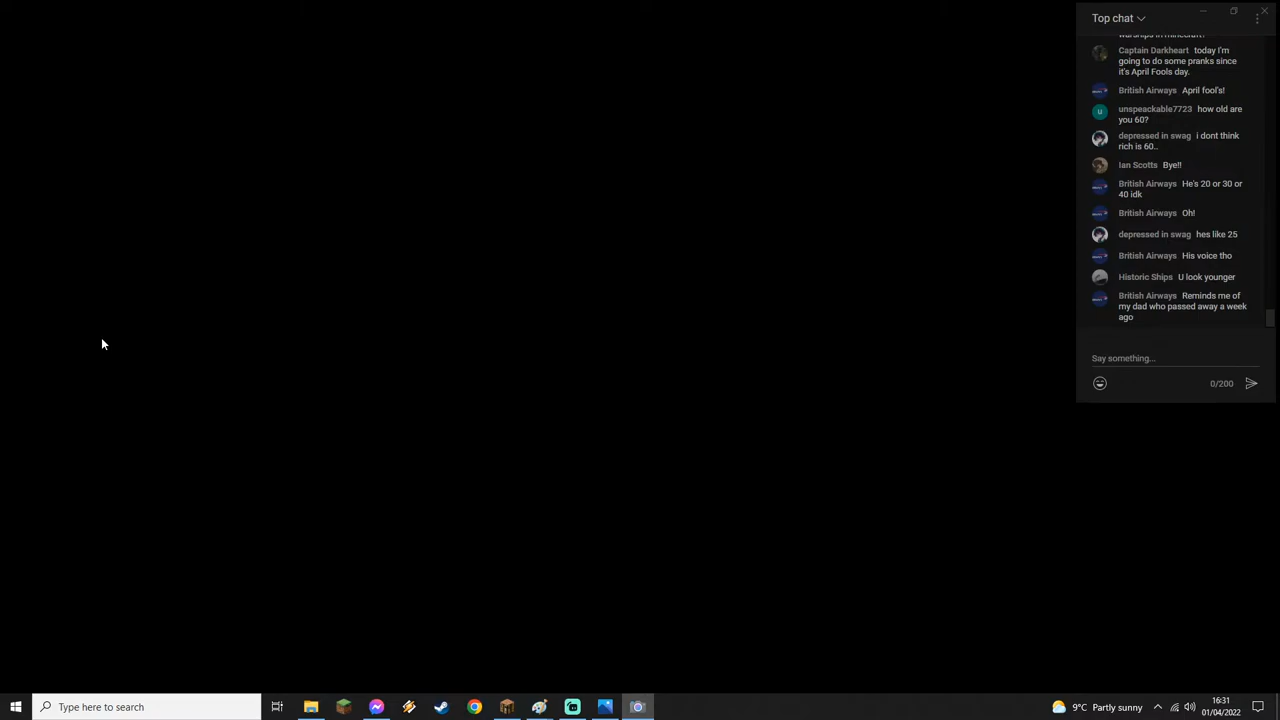 Top chat
warships in minecraft?
Captain Darkheart today I'm
going to do some pranks since
it's April Fools day.
British Airways April fool's!
unspeackable7723 how old are
you 60?
depressed in swag i dont think
rich is 60..
Ian Scotts Bye!!
British Airways He's 20 or 30 or
40 idk
British Airways Oh!
depressed in swag hes like 25
British Airways His voice tho
Historic Ships U look younger
British Airways Reminds me of
my dad who passed away a week
ago
Say something...
0/200
Type here to search
9°C Partly sunny
16:31
01/04/2022